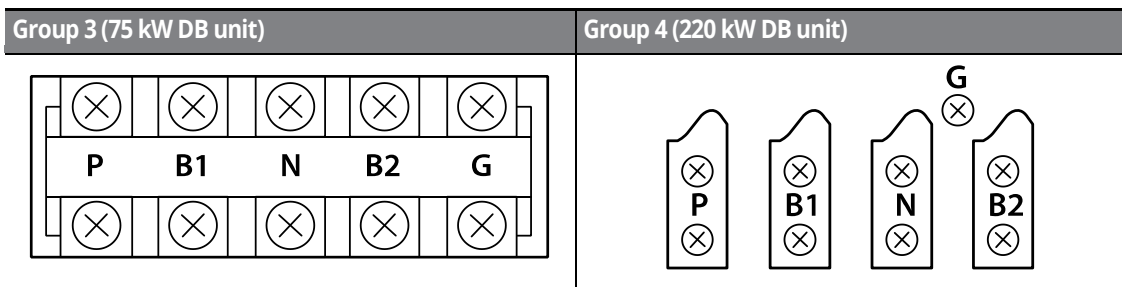 Group 3 (75 kW DB unit)
Group 4 (220 kW DB unit)
P B1 N B2 G
G
P B1 N B2